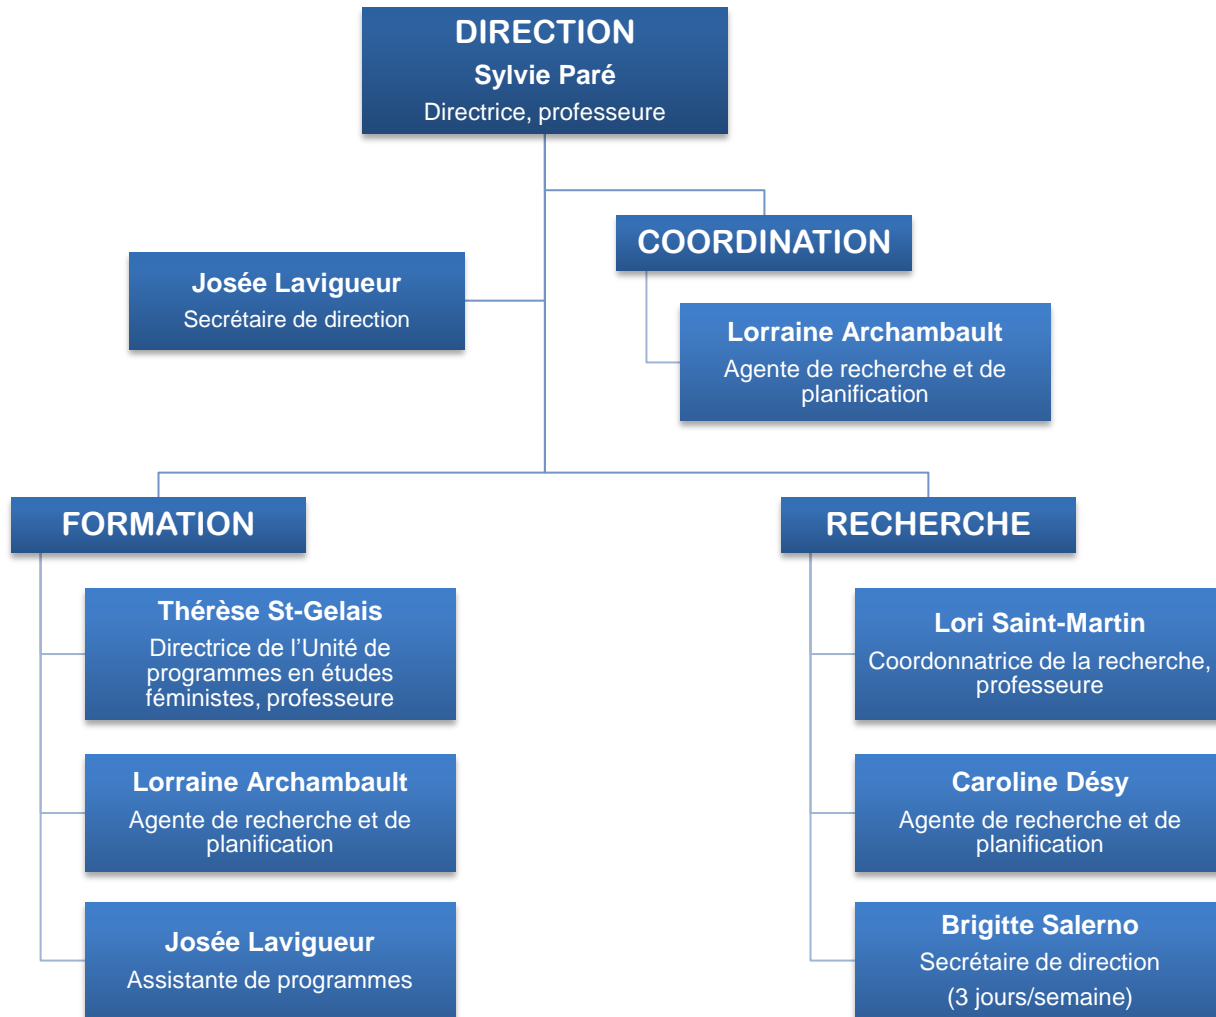 DIRECTION
Sylvie Paré
Directrice, professeure
COORDINATION
Josée Lavigueur
Secrétaire de direction
Lorraine Archambault
Agente de recherche et de
planification
FORMATION
Thérèse St-Gelais
Directrice de l’Unité de
programmes en études
féministes, professeure
Lorraine Archambault
Agente de recherche et de
planification
Josée Lavigueur
Assistante de programmes
RECHERCHE
Lori Saint-Martin
Coordonnatrice de la recherche,
professeure
Caroline Désy
Agente de recherche et de
planification
Brigitte Salerno
Secrétaire de direction
(3 jours/semaine)